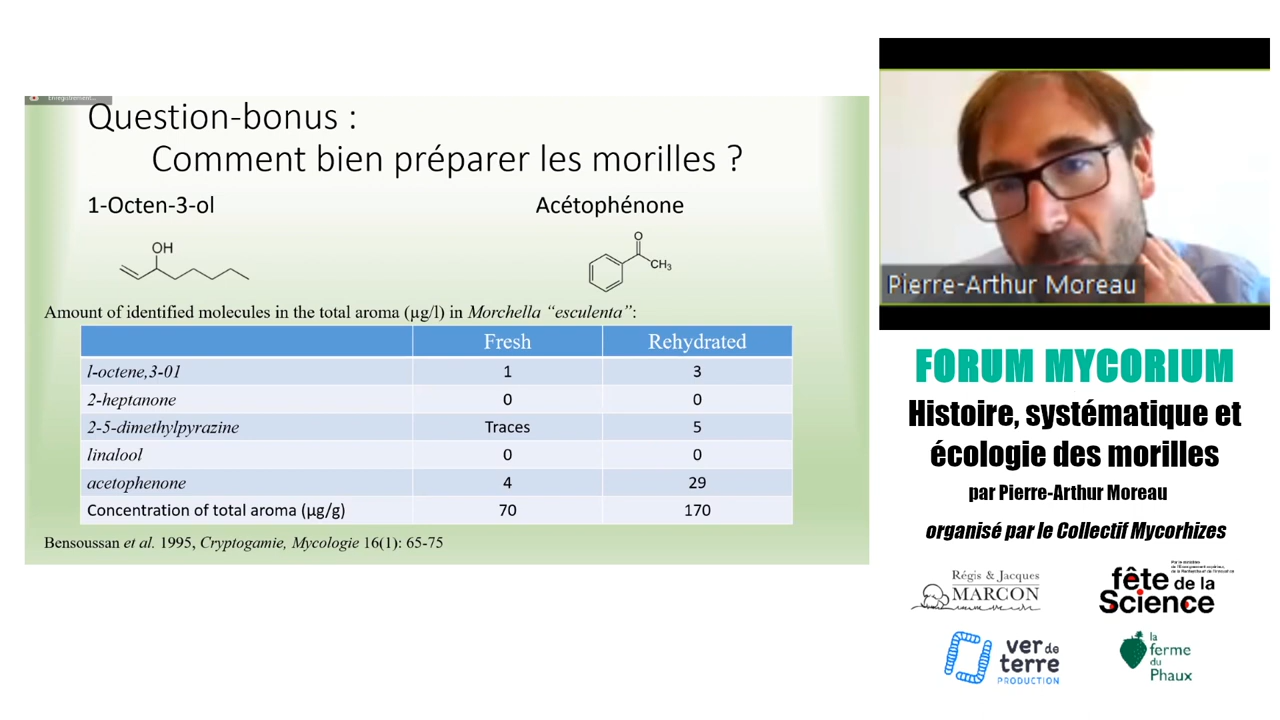 Enregistrement...
Question-bonus :
Comment bien préparer les morilles ?
1-Octen-3-ol
Acétophénone
OH
O
CH3
Amount of identified molecules in the total aroma (µg/l) in Morchella “esculenta”:
Fresh Rehydrated
l-octene,3-01 1 3
2-heptanone 0 0
2-5-dimethylpyrazine Traces 5
linalool 0 0
acetophenone 4 29
Concentration of total aroma (µg/g) 70 170
Bensoussan et al. 1995, Cryptogamie, Mycologie 16(1): 65-75
Pierre-Arthur Moreau
FORUM MYCORIUM
Histoire, systématique et
écologie des morilles
par Pierre-Arthur Moreau
organisé par le Collectif Mycorhizes
Régis & Jacques
MARCON
fête de la
Science
ver de
terre
PRODUCTION
la
ferme
du
Phaux